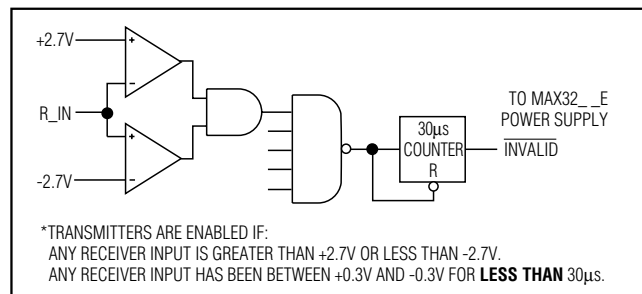 +2.7V
R_IN
-2.7V
30µs
COUNTER
R
TO MAX32_ _E
POWER SUPPLY
INVALID
*TRANSMITTERS ARE ENABLED IF:
ANY RECEIVER INPUT IS GREATER THAN +2.7V OR LESS THAN -2.7V.
ANY RECEIVER INPUT HAS BEEN BETWEEN +0.3V AND -0.3V FOR LESS THAN 30µs.